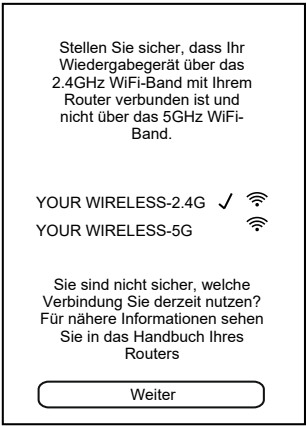 Stellen Sie sicher, dass Ihr
Wiedergabegerät über das
2.4GHz WiFi-Band mit Ihrem
Router verbunden ist und
nicht über das 5GHz WiFi-
Band.
YOUR WIRELESS-2.4G
YOUR WIRELESS-5G
Sie sind nicht sicher, welche
Verbindung Sie derzeit nutzen?
Für nähere Informationen sehen
Sie in das Handbuch Ihres
Routers
Weiter